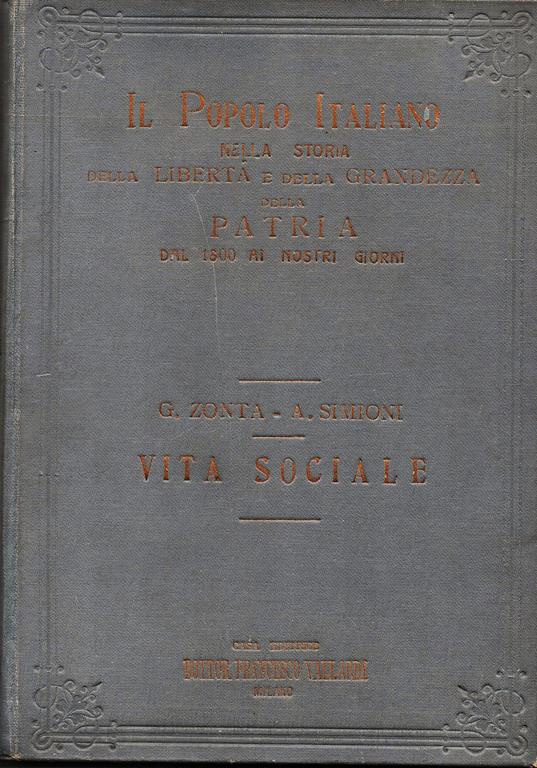 IL POPOLO ITALIANO
NELLA STORIA
DELLA LIBERTÀ E DELLA GRANDEZZA
DELLA
PATRIA
DAL 1800 AI NOSTRI GIORNI
G. ZONTA - A. SIMIONI
VITA SOCIALE
CASA EDITRICE
DOTTOR FRANCESCO VALLARDI
MILANO